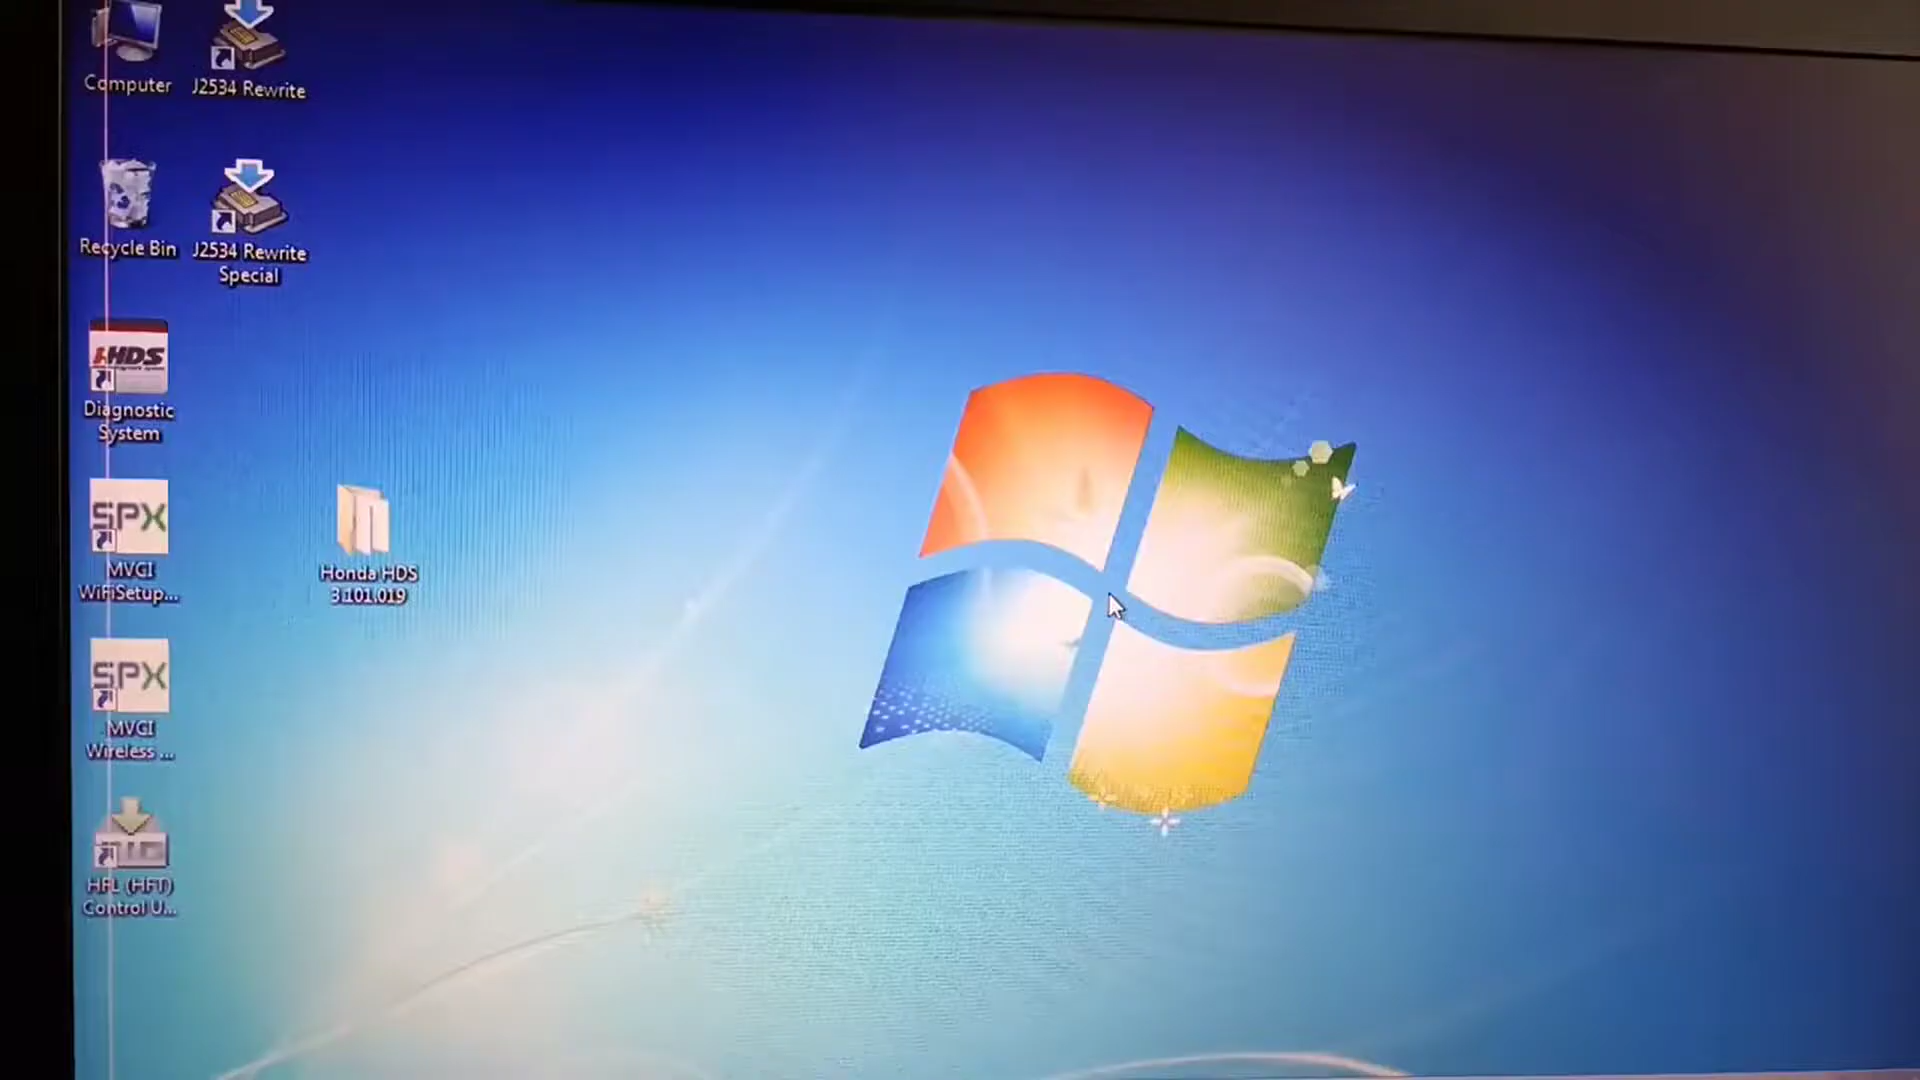 Computer
J2534 Rewrite
Recycle Bin
J2534 Rewrite
Special
HDS
Diagnostic
System
SPX
MVCI
WiFiSetup...
Honda HDS
3.101.019
SPX
MVCI
Wireless ...
HFL (HFT)
Control U...